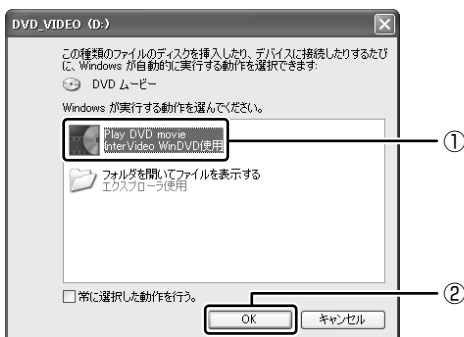 DVD_VIDEO (D:)
この種類のファイルのディスクを挿入したり、デバイスに接続したりするたび
に、Windows が自動的に実行する動作を選択できます:
DVD ムービー
Windows が実行する動作を選んでください。
Play DVD movie
InterVideo WinDVD使用
①
フォルダを開いてファイルを表示する
エクスプローラ使用
常に選択した動作を行う。
②
OK
キャンセル